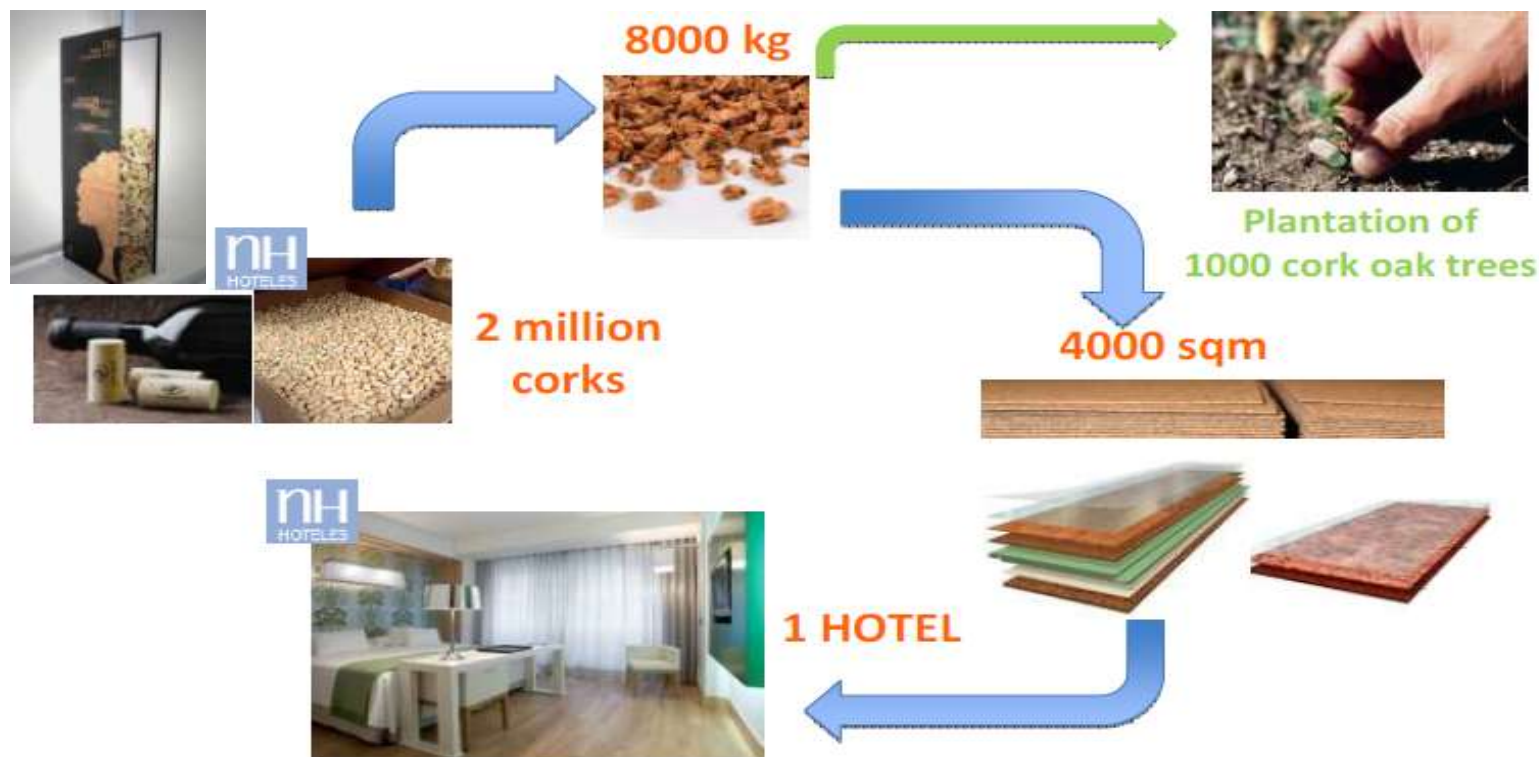 8000 kg
nH
HOTELES
2 million
corks
Plantation of
1000 cork oak trees
4000 sqm
nH
HOTELES
1 HOTEL